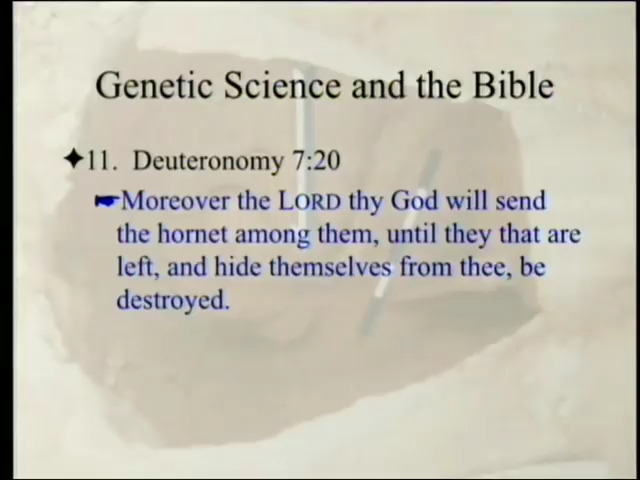 Genetic Science and the Bible
11. Deuteronomy 7:20
Moreover the LORD thy God will send
the hornet among them, until they that are
left, and hide themselves from thee, be
destroyed.